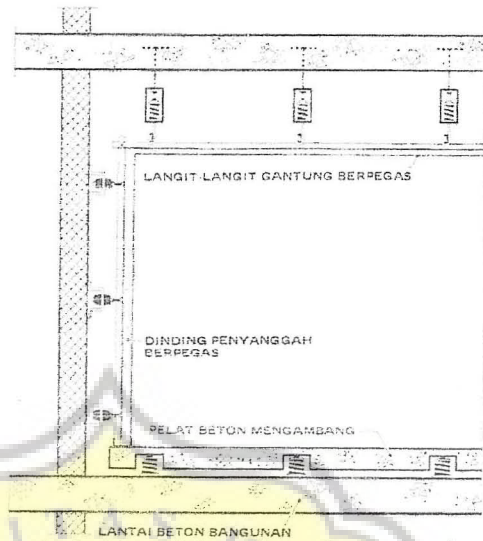 LANGIT-LANGIT GANTUNG BERPEGAS
DINDING PENYANGGAH
BERPEGAS
PELAT BETON MENGAMBANG
LANTAI BETON BANGUNAN